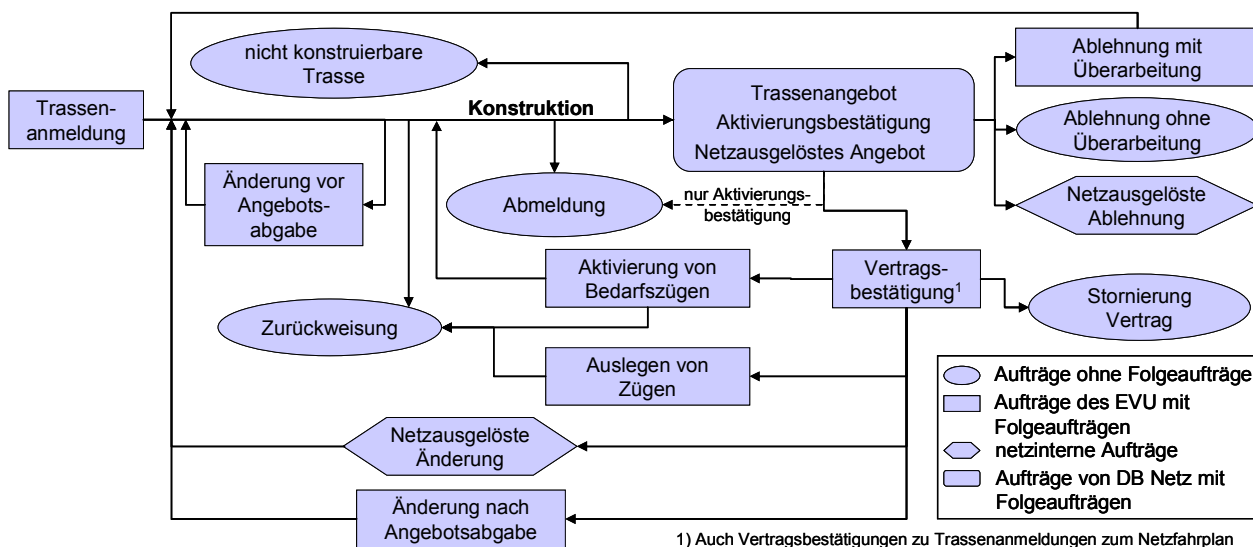 nicht konstruierbare
Trasse
Ablehnung mit
Überarbeitung
Trassen-
anmeldung
Konstruktion
Trassenangebot
Aktivierungsbestätigung
Netzausgelöstes Angebot
Ablehnung ohne
Überarbeitung
Änderung vor
Angebots-
abgabe
Abmeldung
nur Aktivierungs-
bestätigung
Netzausgelöste
Ablehnung
Aktivierung von
Bedarfszügen
Vertrags-
bestätigung1
Stornierung
Vertrag
Zurückweisung
Auslegen von
Zügen
Netzausgelöste
Änderung
Änderung nach
Angebotsabgabe
Aufträge ohne Folgeaufträge
Aufträge des EVU mit
Folgeaufträgen
netzinterne Aufträge
Aufträge von DB Netz mit
Folgeaufträgen
1) Auch Vertragsbestätigungen zu Trassenanmeldungen zum Netzfahrplan